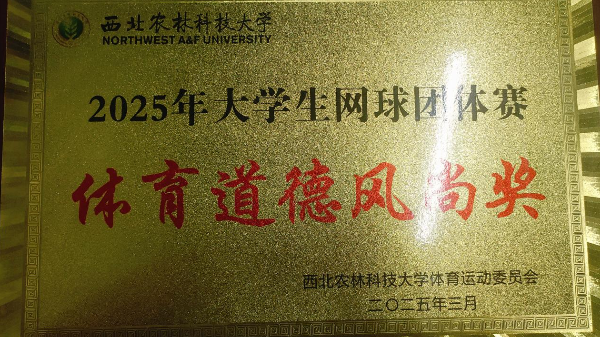 西北农林科技大学
NORTHWEST A&F UNIVERSITY
2025年大学生网球团体赛
体育道德风尚奖
西北农林科技大学体育运动委员会
二〇二五年三月